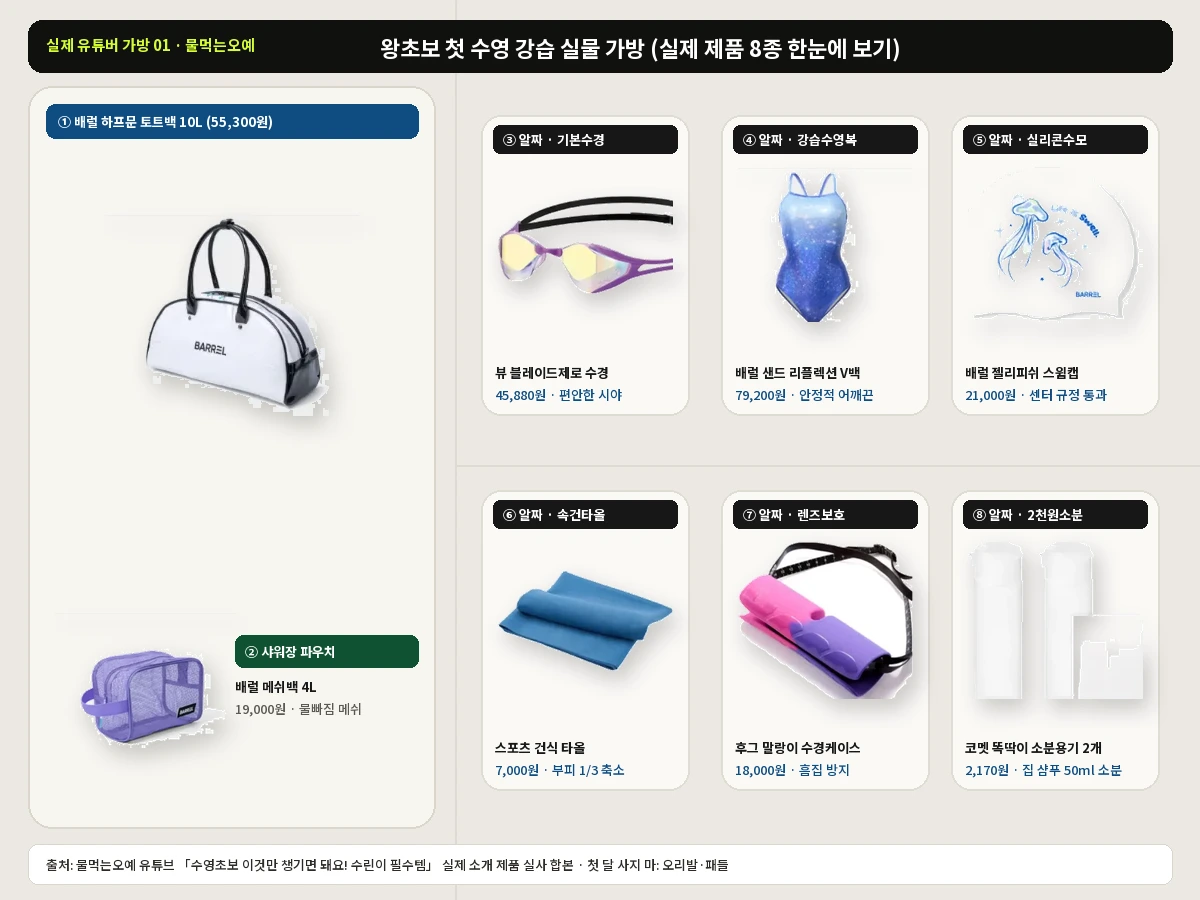 실제 유튜버 가방 01 · 물먹는오예
왕초보 첫 수영 강습 실물 가방 (실제 제품 8종 한눈에 보기)
① 배럴 하프문 토트백 10L (55,300원)
BARREL
② 샤워장 파우치
배럴 메쉬백 4L
19,000원 · 물빠짐 메쉬
BARREL
③ 알짜 · 기본수경
뷰 블레이드제로 수경
45,880원 · 편안한 시야
④ 알짜 · 강습수영복
배럴 샌드 리플렉션 V백
79,200원 · 안정적 어깨끈
⑤ 알짜 · 실리콘수모
Life is Swell.
BARREL
배럴 젤리피쉬 스윔캡
21,000원 · 센터 규정 통과
⑥ 알짜 · 속건타올
스포츠 건식 타올
7,000원 · 부피 1/3 축소
⑦ 알짜 · 렌즈보호
후그 말랑이 수경케이스
18,000원 · 흠집 방지
⑧ 알짜 · 2천원소분
코멧 똑딱이 소분용기 2개
2,170원 · 집 샴푸 50ml 소분
출처: 물먹는오예 유튜브 「수영초보 이것만 챙기면 돼요! 수린이 필수템」 실제 소개 제품 실사 합본 · 첫 달 사지 마: 오리발·패들